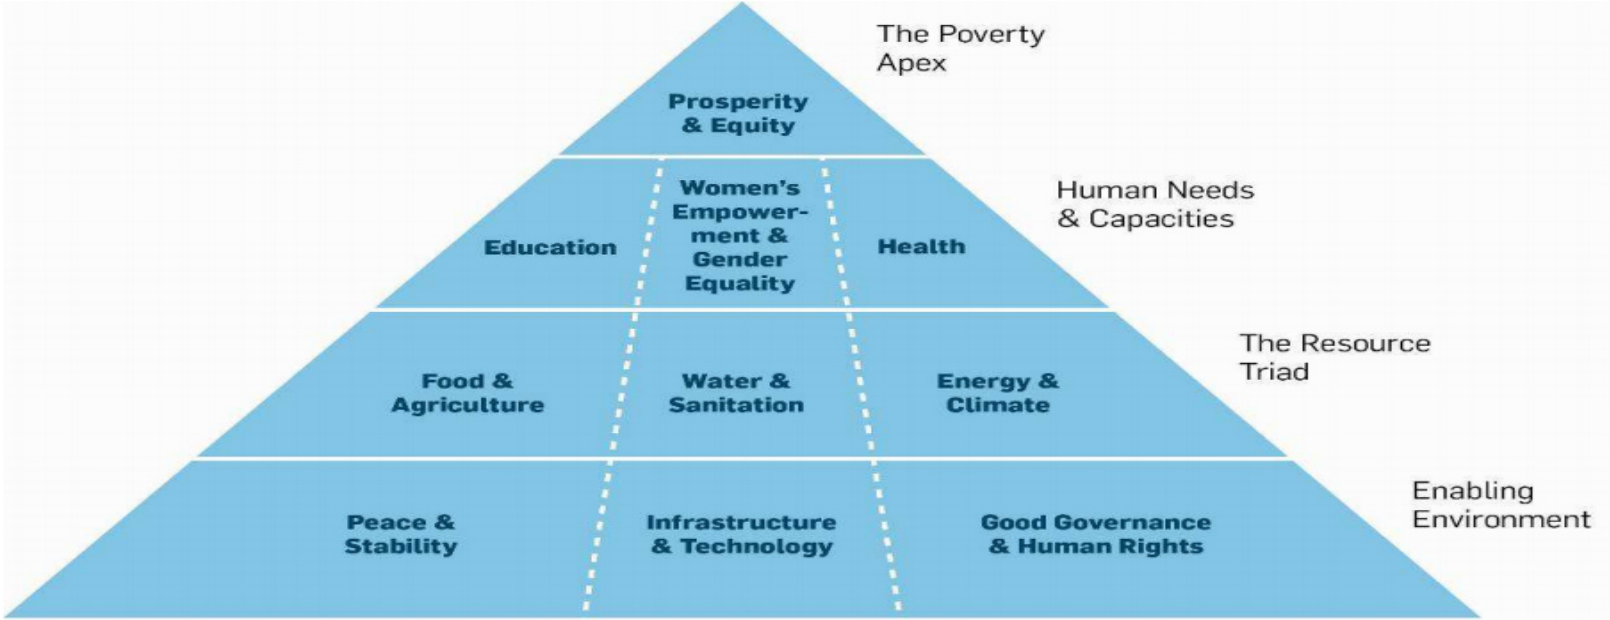 The Poverty
Apex
Prosperity
& Equity
Human Needs
& Capacities
Education
Women's
Empower-
ment &
Gender
Equality
Health
The Resource
Triad
Food &
Agriculture
Water &
Sanitation
Energy &
Climate
Enabling
Environment
Peace &
Stability
Infrastructure
& Technology
Good Governance
& Human Rights